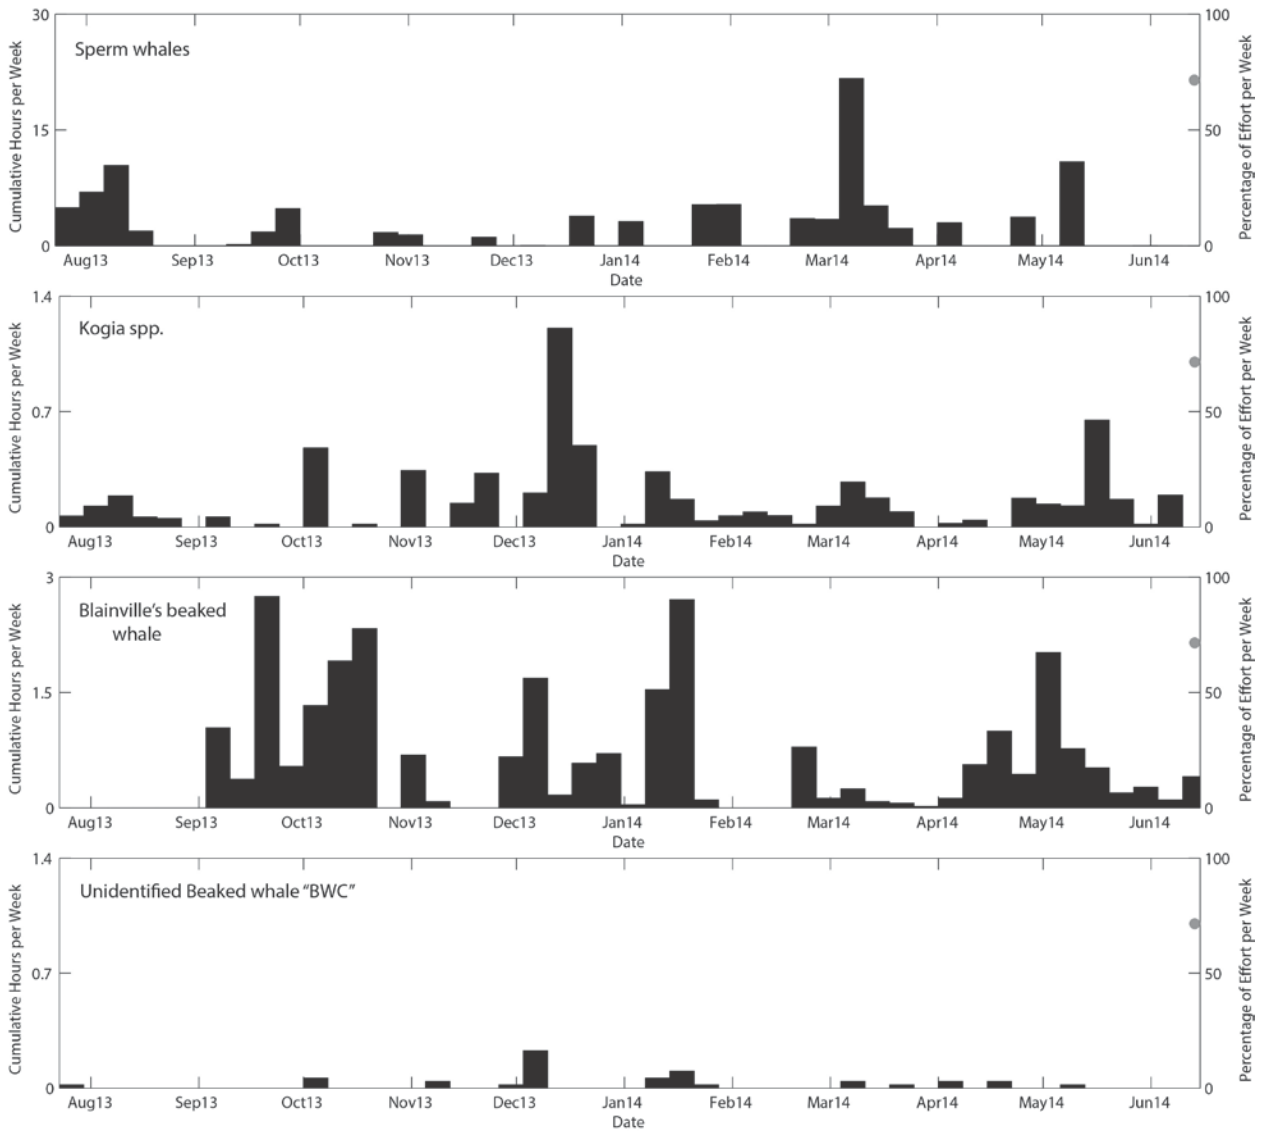 30
100
Sperm whales
Cumulative Hours per Week
15
50
Percentage of Effort per Week
0
0
Aug13 Sep13 Oct13 Nov13 Dec13 Jan14 Feb14 Mar14 Apr14 May14 Jun14
Date
1.4
100
Kogia spp.
Cumulative Hours per Week
0.7
50
Percentage of Effort per Week
0
0
Aug13 Sep13 Oct13 Nov13 Dec13 Jan14 Feb14 Mar14 Apr14 May14 Jun14
Date
3
100
Blainville's beaked
whale
Cumulative Hours per Week
1.5
50
Percentage of Effort per Week
0
0
Aug13 Sep13 Oct13 Nov13 Dec13 Jan14 Feb14 Mar14 Apr14 May14 Jun14
Date
1.4
100
Unidentified Beaked whale “BWC”
Cumulative Hours per Week
0.7
50
Percentage of Effort per Week
0
0
Aug13 Sep13 Oct13 Nov13 Dec13 Jan14 Feb14 Mar14 Apr14 May14 Jun14
Date